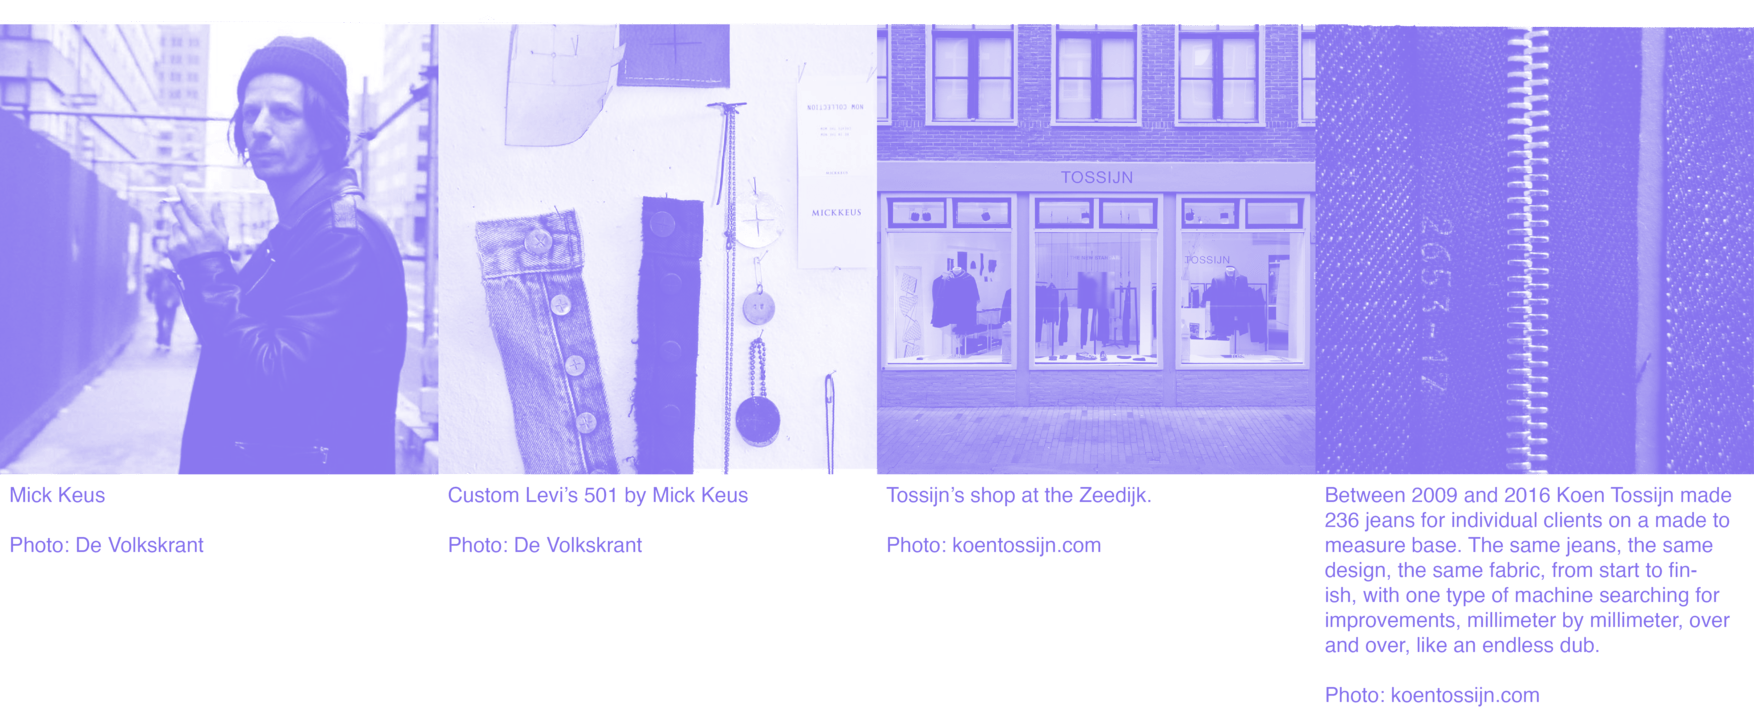 NOW COLLECTION
MICKKEUS
TOSSIJN
TOSSIJN
2653-17
Mick Keus
Photo: De Volkskrant
Custom Levi’s 501 by Mick Keus
Photo: De Volkskrant
Tossijn’s shop at the Zeedijk.
Photo: koentossijn.com
Between 2009 and 2016 Koen Tossijn made
236 jeans for individual clients on a made to
measure base. The same jeans, the same
design, the same fabric, from start to fin-
ish, with one type of machine searching for
improvements, millimeter by millimeter, over
and over, like an endless dub.
Photo: koentossijn.com